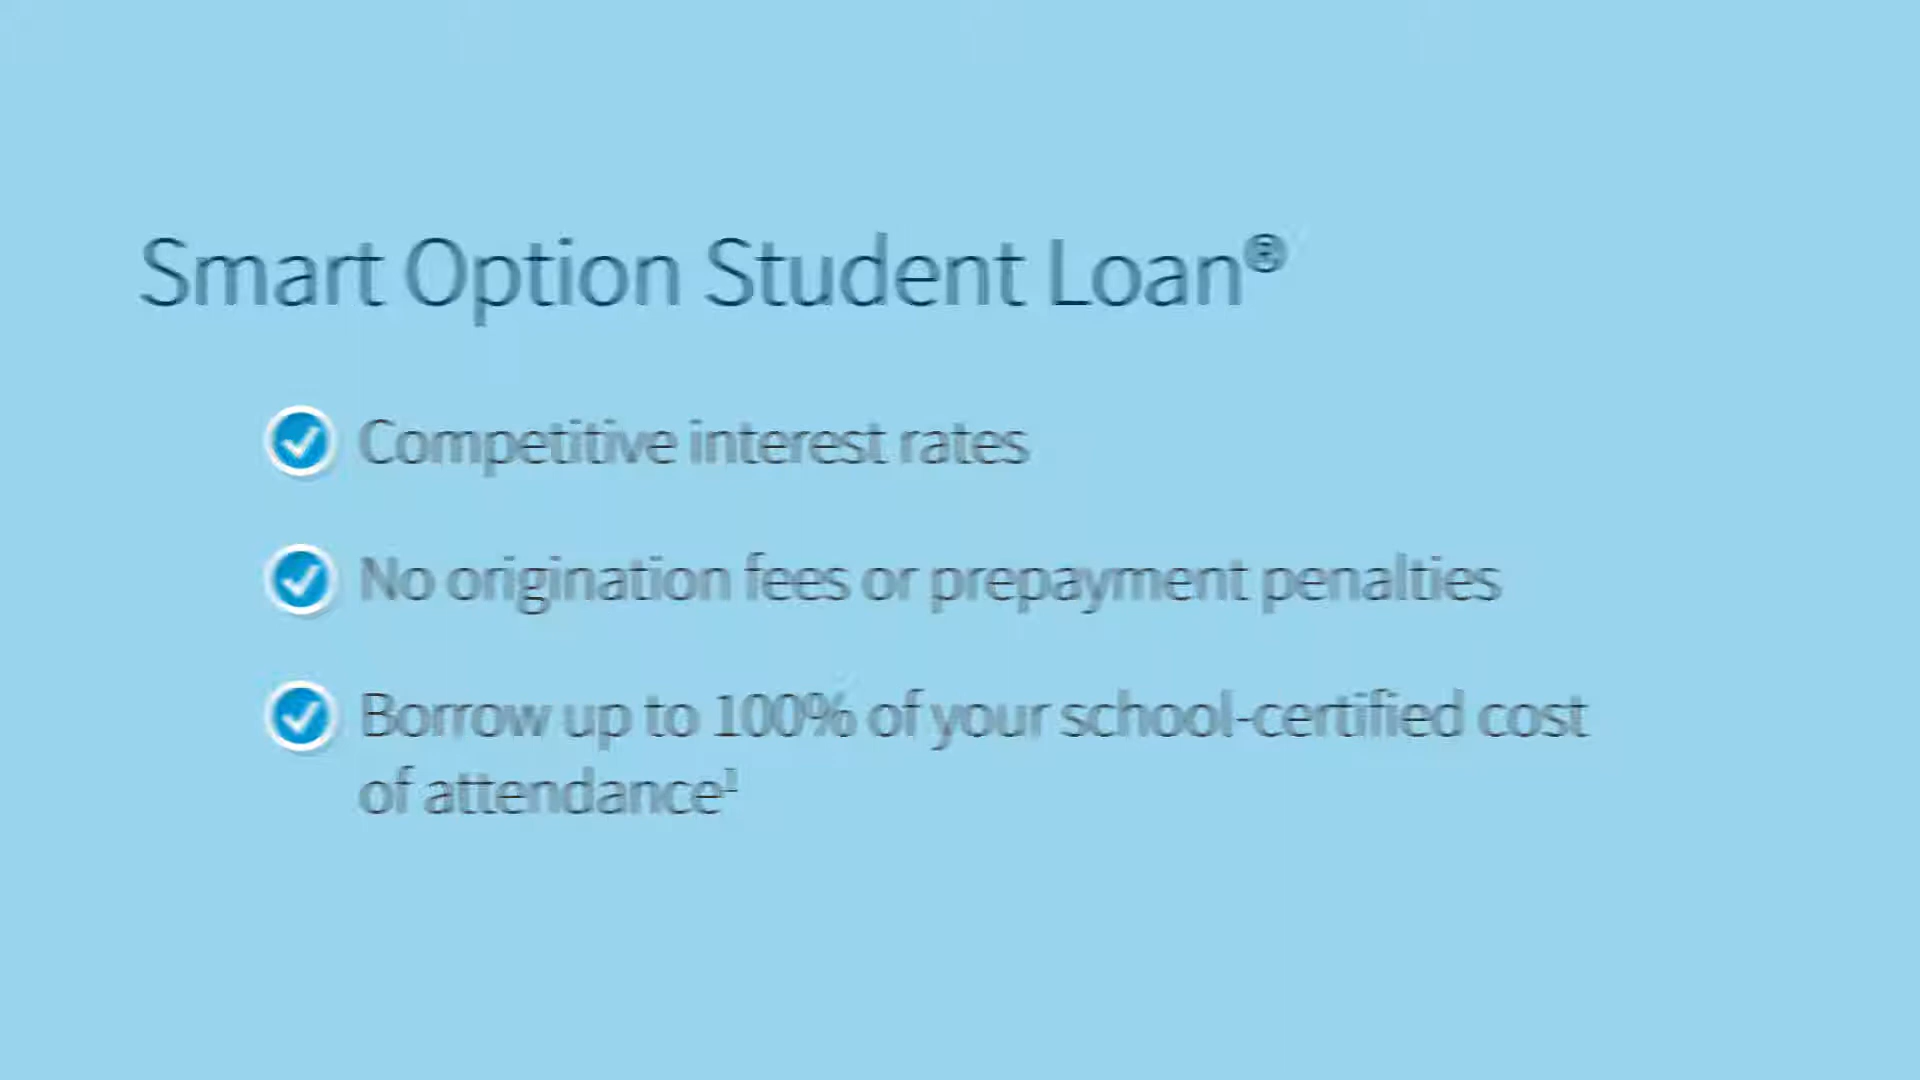 Smart Option Student Loan®
Competitive interest rates
No origination fees or prepayment penalties
Borrow up to 100% of your school-certified cost
of attendance¹